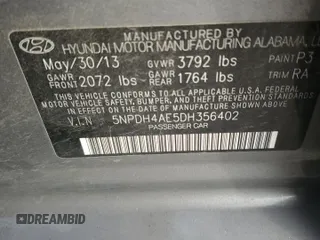 HYUNDAI MOTOR MANUFACTURING ALABAMA, LLC
May/30/13 GVWR 3792 lbs PAINT P3
GAWR FRONT 2072 lbs GAWR REAR 1764 lbs TRIM RA
THIS VEHICLE CONFORMS TO ALL APPLICABLE U.S.A. FEDERAL
MOTOR VEHICLE SAFETY, BUMPER, AND THEFT PREVENTION STANDARDS
IN EFFECT ON THE DATE OF MANUFACTURE SHOWN ABOVE.
V.I.N 5NPDH4AE5DH356402
PASSENGER CAR
© DREAMBID